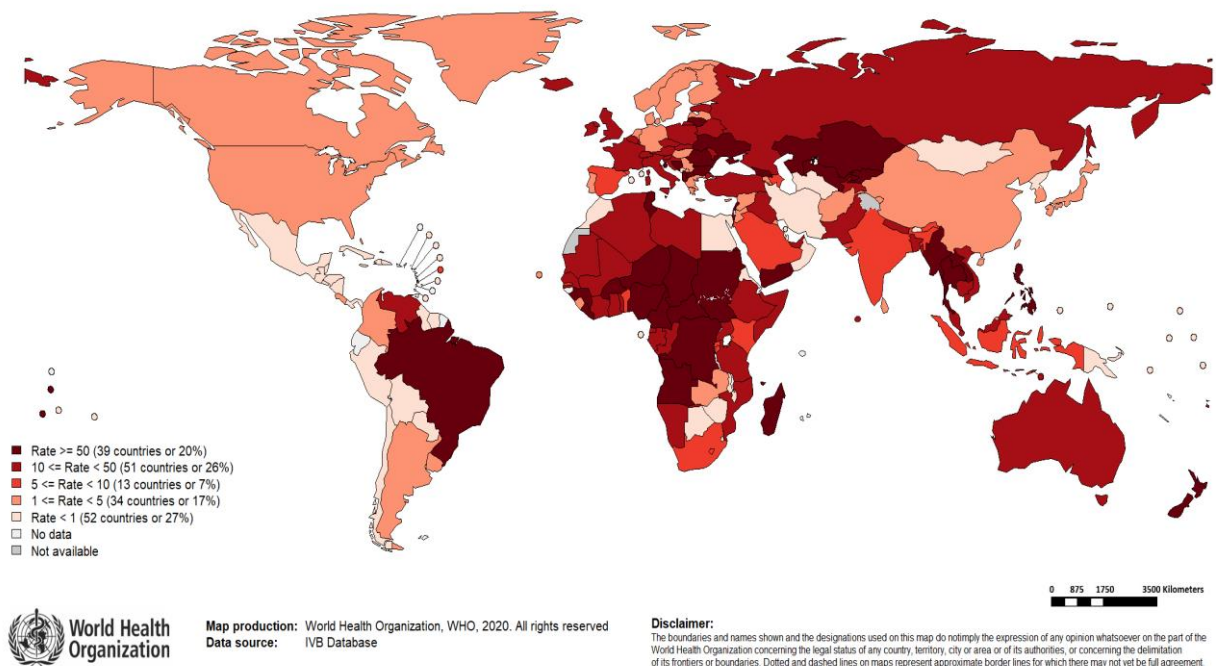 Rate >= 50 (39 countries or 20%)
10 <= Rate < 50 (51 countries or 26%)
5 <= Rate < 10 (13 countries or 7%)
1 <= Rate < 5 (34 countries or 17%)
Rate < 1 (52 countries or 27%)
No data
Not available
0 875 1750 3500 Kilometers
World Health
Organization
Map production: World Health Organization, WHO, 2020. All rights reserved
Data source: IVB Database
Disclaimer:
The boundaries and names shown and the designations used on this map do notimply the expression of any opinion whatsoever on the part of the
World Health Organization concerning the legal status of any country, territory, city or area or of its authorities, or concerning the delimitation
of its frontiers or boundaries. Dotted and dashed lines on maps represent approximate border lines for which there may not yet be full agreement.